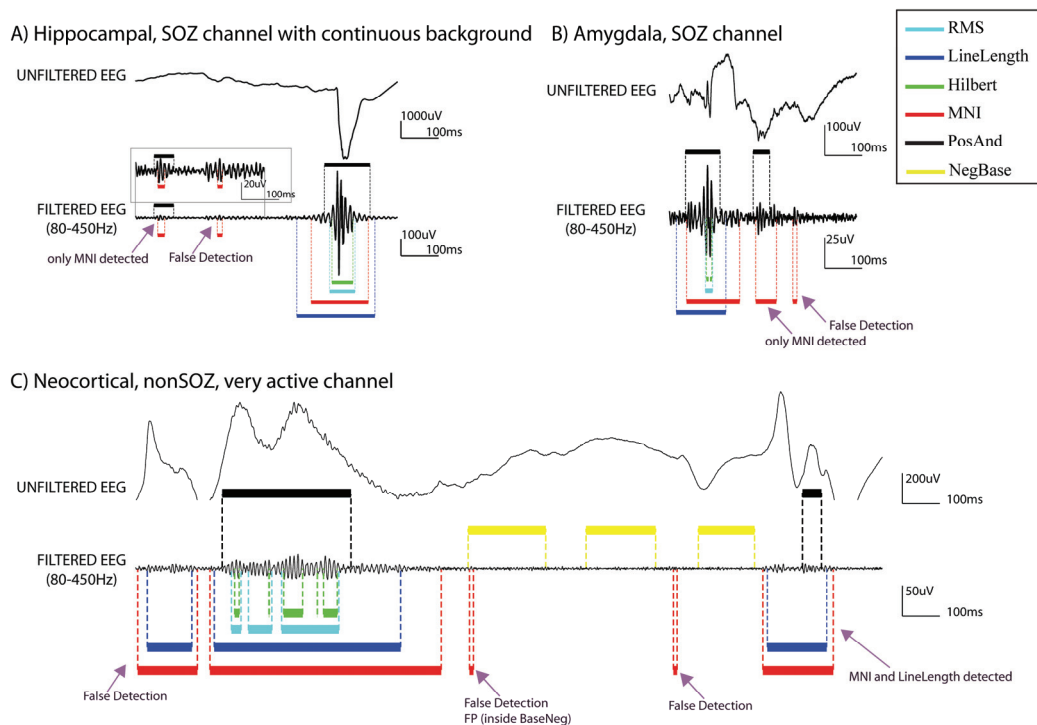 A) Hippocampal, SOZ channel with continuous background
UNFILTERED EEG
1000uV
100ms
20uV
100ms
FILTERED EEG
(80-450Hz)
100uV
100ms
only MNI detected
False Detection
B) Amygdala, SOZ channel
UNFILTERED EEG
100uV
100ms
FILTERED EEG
(80-450Hz)
25uV
100ms
False Detection
only MNI detected
RMS
LineLength
Hilbert
MNI
PosAnd
NegBase
C) Neocortical, nonSOZ, very active channel
UNFILTERED EEG
200uV
100ms
FILTERED EEG
(80-450Hz)
50uV
100ms
False Detection
False Detection
FP (inside BaseNeg)
False Detection
MNI and LineLength detected